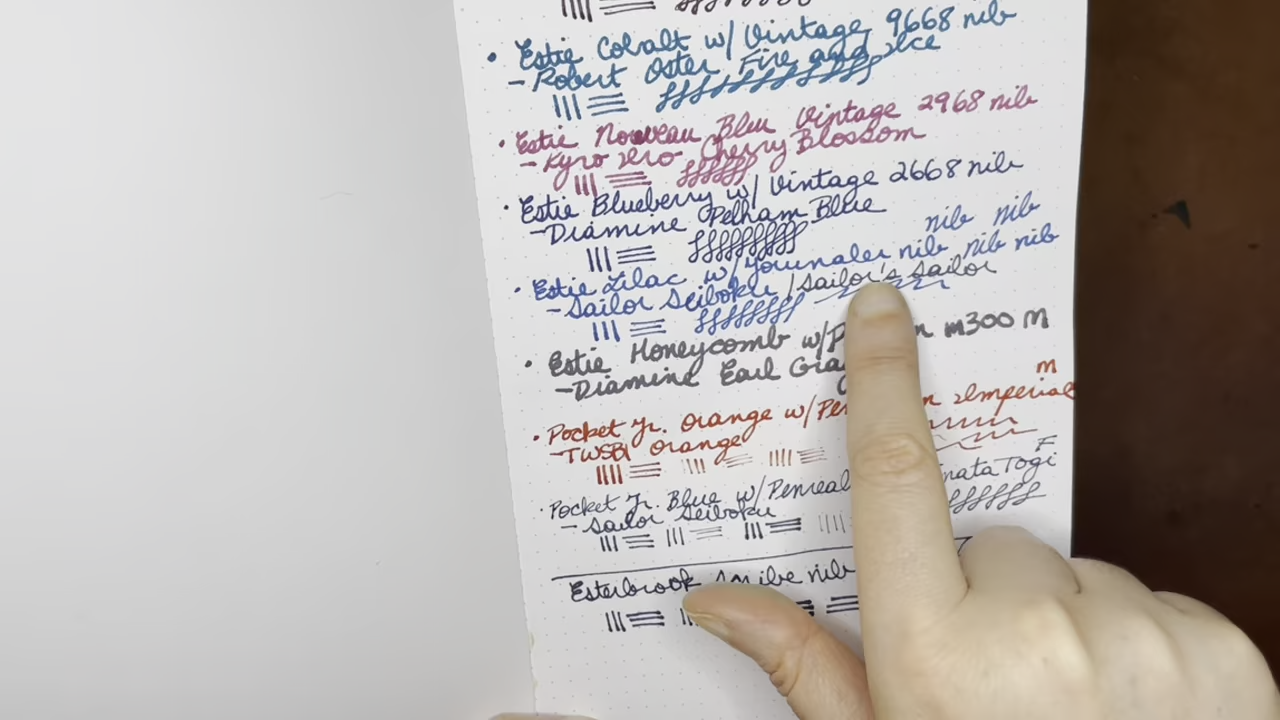 • Estie Cobalt w/ Vintage 9668 nib
- Robert Oster Fire and Ice
• Estie Nouveau Bleu Vintage 2968 nib
- Kyro Iro Cherry Blossom
• Estie Blueberry w/ Vintage 2668 nib
- Diamine Pelham Blue
nib nib
• Estie Lilac w/ Journaler nib nib nib
- Sailor Seiboku / Sailor's Sailor
• Estie Honeycomb w/ m300 M
- Diamine Earl
m
• Pocket Jr. Orange w/ Imperial
- TWSBI Orange
F
• Pocket Jr. Blue w/ Penreal Togi
- Sailor Seiboku
Esterbrook nib